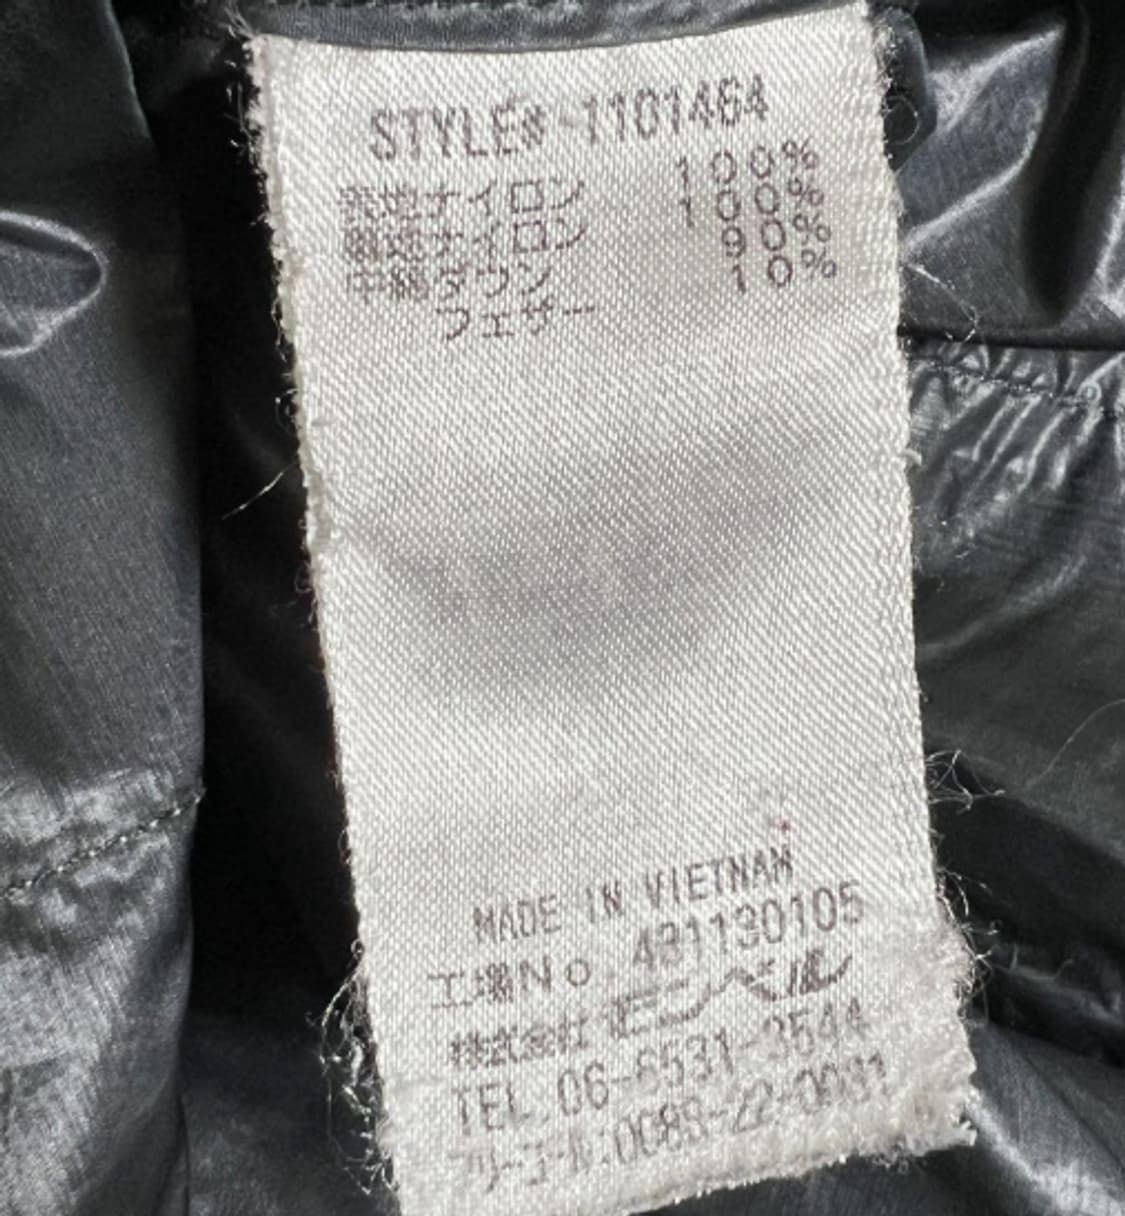 STYLE# 1101464
表地ナイロン 100%
裏地ナイロン 100%
中綿ダウン 90%
フェザー 10%
MADE IN VIETNAM
工場No. 431130105
株式会社 モンベル
TEL 06-6531-3544
フリーコール:0088-22-0031